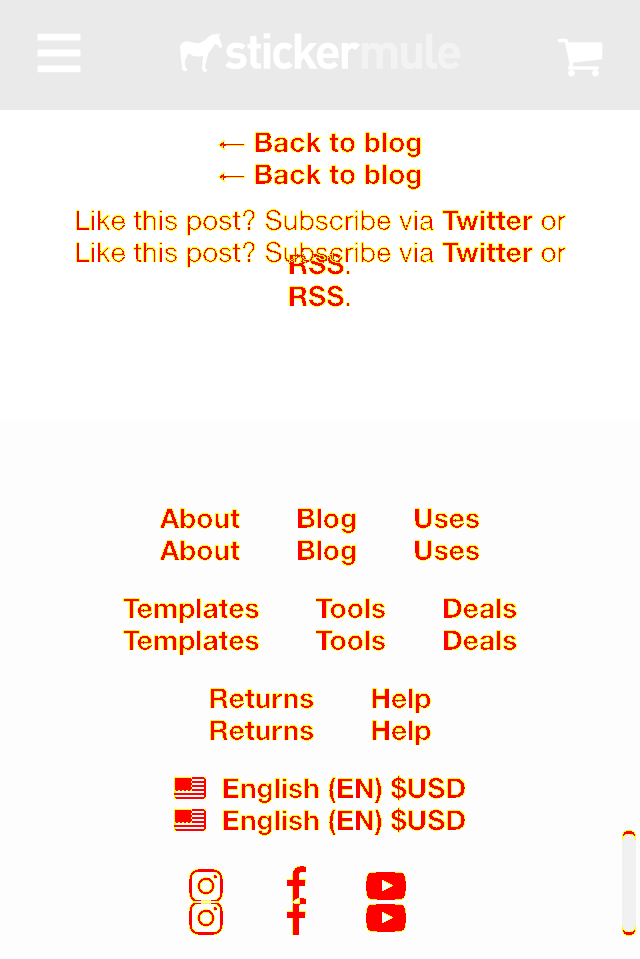 stickermule
← Back to blog
← Back to blog
Like this post? Subscribe via Twitter or
Like this post? Subscribe via Twitter or
RSS.
RSS.
About Blog Uses
About Blog Uses
Templates Tools Deals
Templates Tools Deals
Returns Help
Returns Help
English (EN) $USD
English (EN) $USD